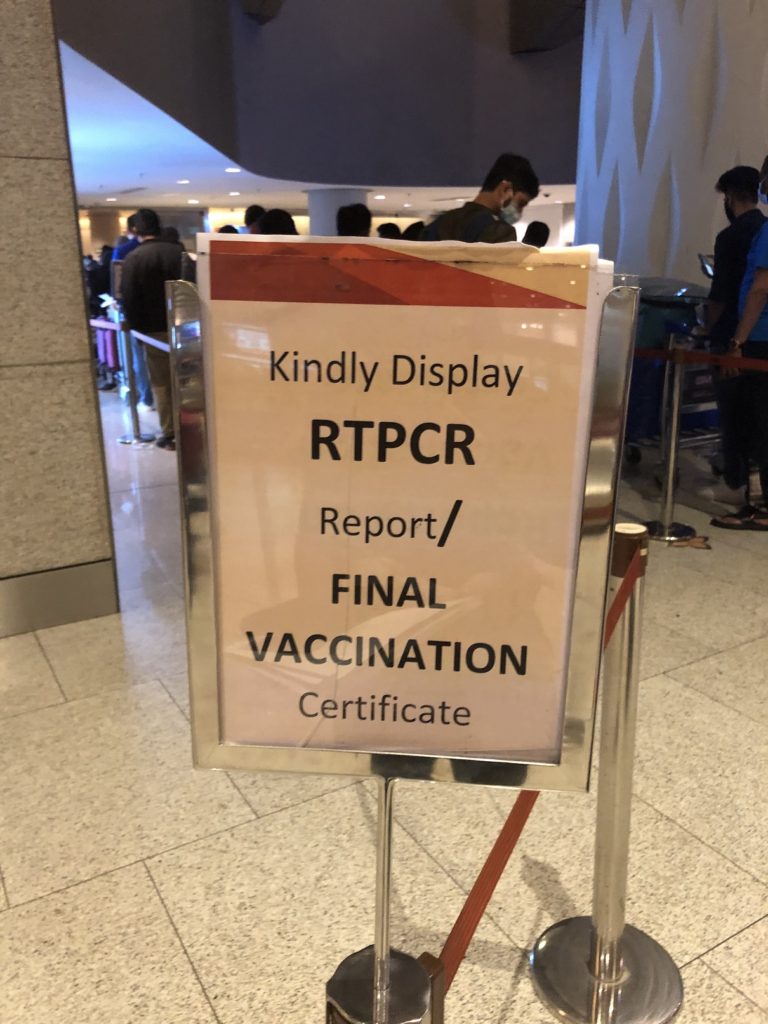 Kindly Display
RTPCR
Report/
FINAL
VACCINATION
Certificate